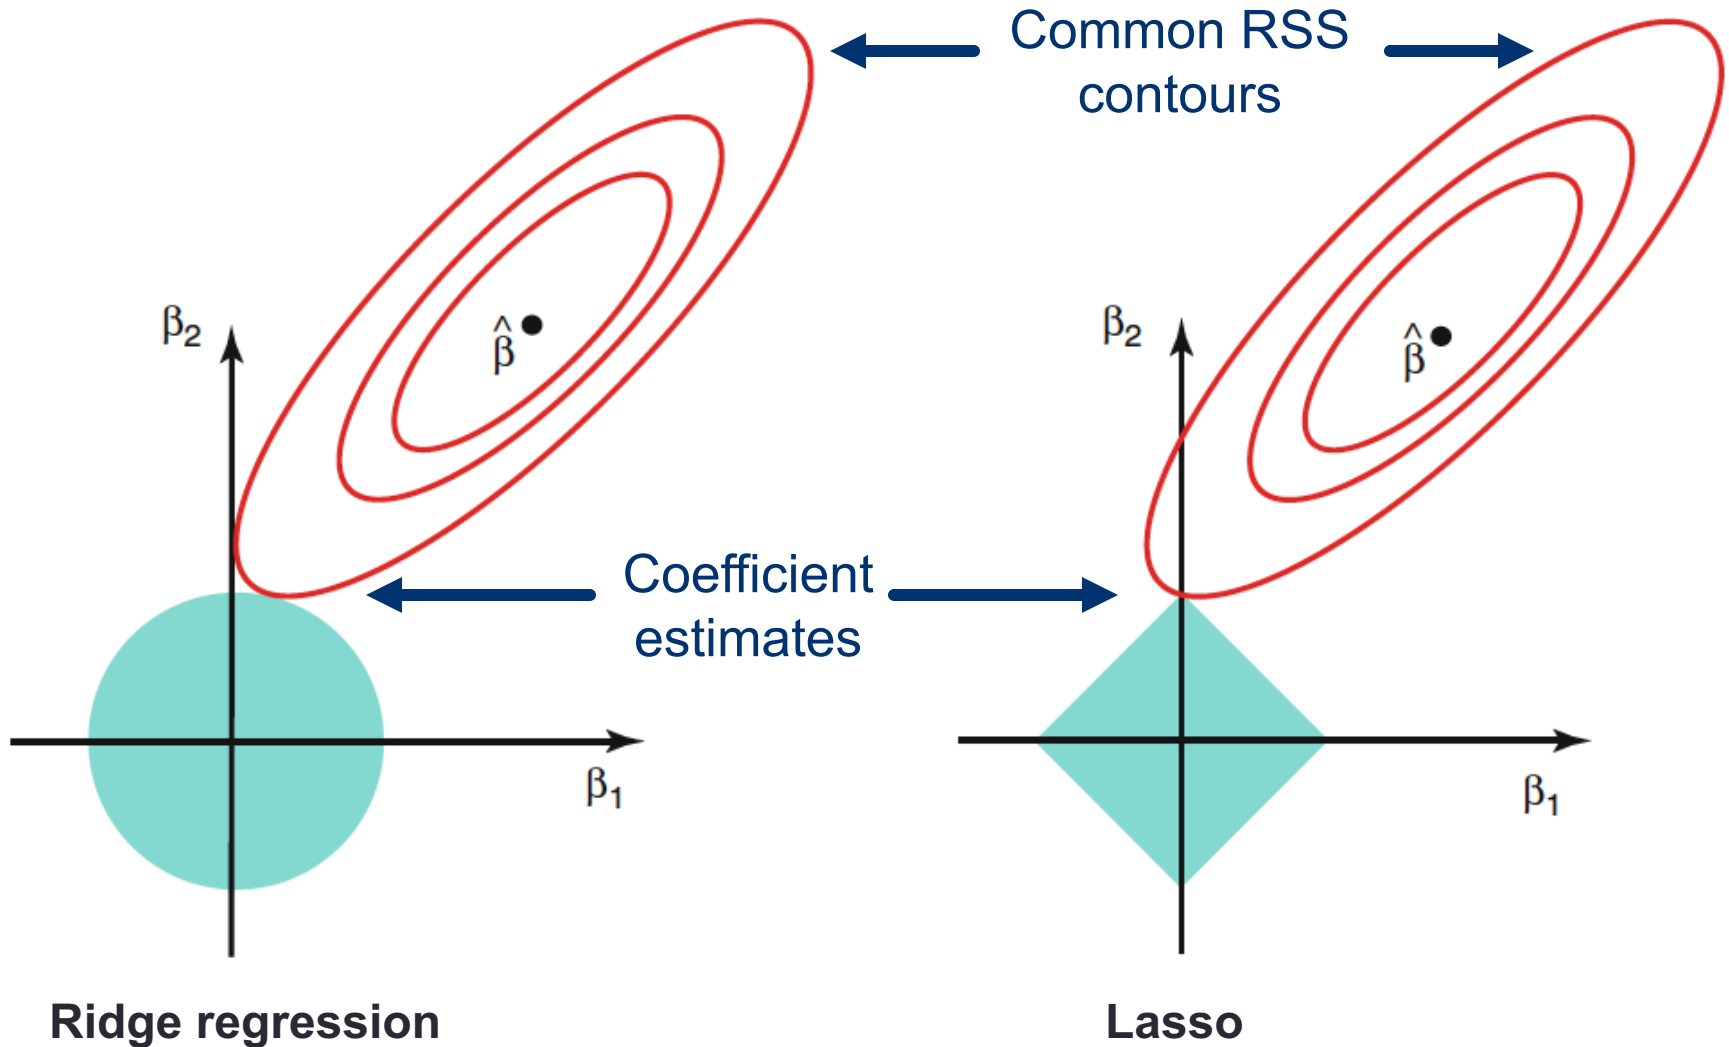 Common RSS
contours
β₂
β̂
β₂
β̂
Coefficient
estimates
β₁
β₁
Ridge regression
Lasso